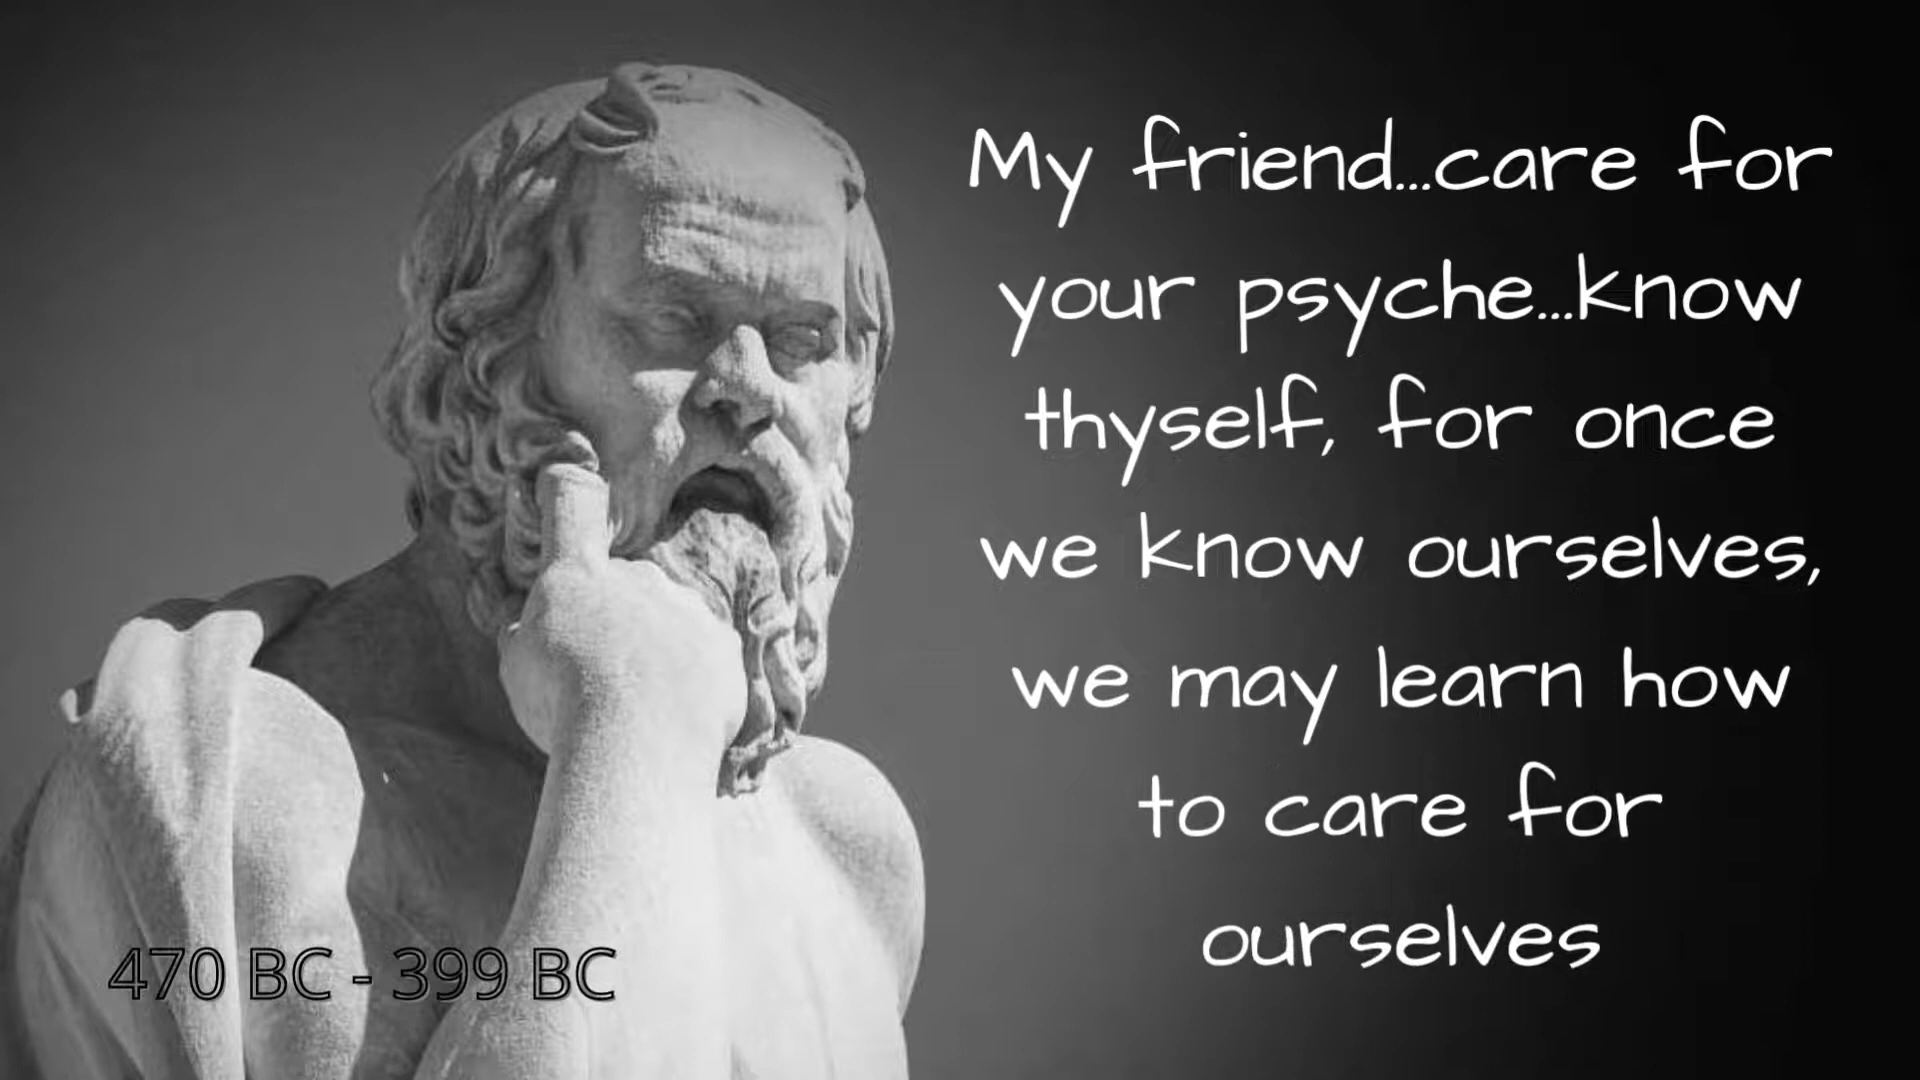 My friend...care for
your psyche...know
thyself, for once
we know ourselves,
we may learn how
to care for
ourselves
470 BC - 399 BC